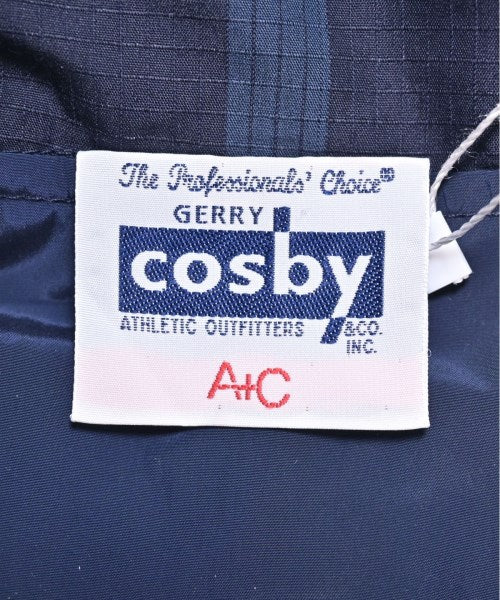 The Professionals' Choice®
GERRY
cosby
ATHLETIC OUTFITTERS &CO.
INC.
A+C